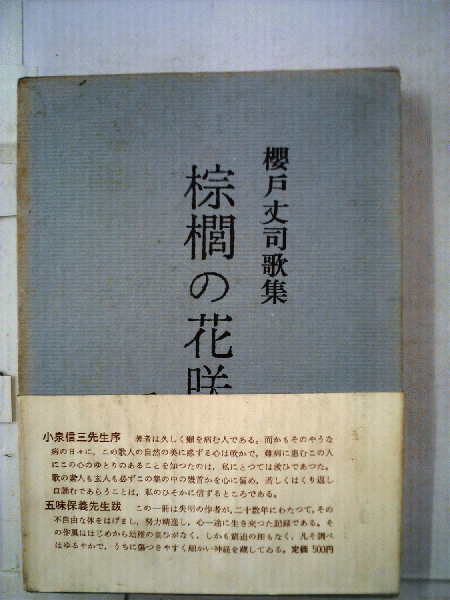 櫻戸丈司歌集
棕櫚の花咲
小泉信三先生序　著者は久しく癩を病む人である。而かもそのやうな
病の日々に、この歌人の自然の美に感ずる心は敏かで、難病に患むこの人
にこの心のゆとりのあることを知つたのは、私にとつては救ひであつた。
歌の素人も玄人も必ずこの集の中の幾首かを心に留め、若しくはくり返し
口誦むであらうことは、私のひそかに信ずるところである。
五味保義先生跋　この一冊は失明の作者が、二十数年にわたつて、その
不自由な体をはげまし、努力精進し、心一途に生き来つた記録である。そ
の作風ははじめから幼稚の臭ひがなく、しかも窮迫の相もなく、凡そ調べ
はゆるやかで、うちに傷つきやすく細かい神経を蔵してゐる。定価 500円